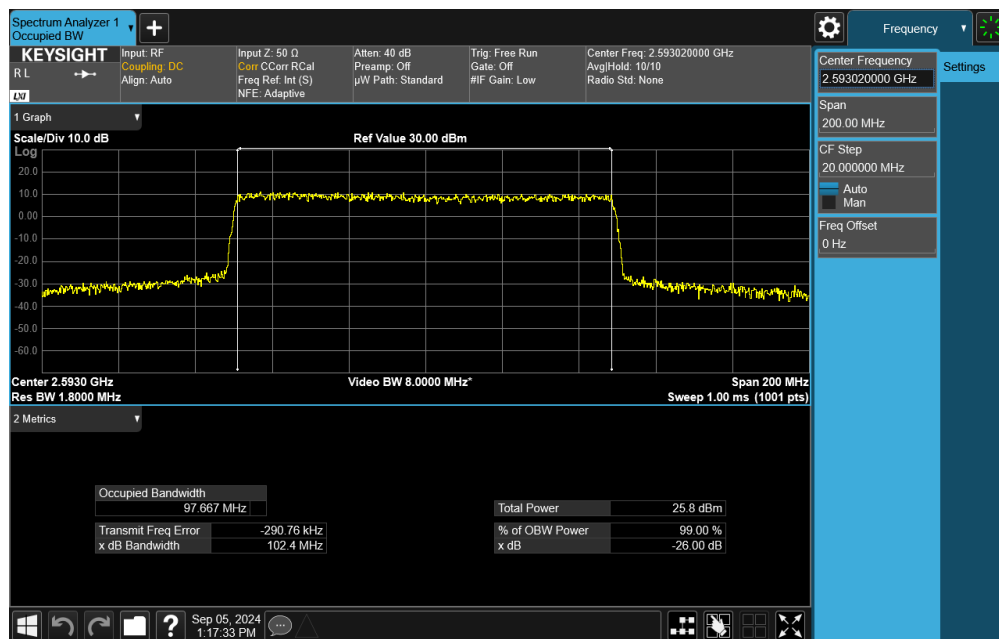 Spectrum Analyzer 1
Occupied BW
Frequency
KEYSIGHT
RL
LXI
Input: RF
Coupling: DC
Align: Auto
Input Z: 50 Ω
Corr CCorr RCal
Freq Ref: Int (S)
NFE: Adaptive
Atten: 40 dB
Preamp: Off
µW Path: Standard
Trig: Free Run
Gate: Off
#IF Gain: Low
Center Freq: 2.593020000 GHz
Avg|Hold: 10/10
Radio Std: None
Center Frequency
2.593020000 GHz
Settings
Span
200.00 MHz
CF Step
20.000000 MHz
Auto
Man
Freq Offset
0 Hz
1 Graph
Scale/Div 10.0 dB
Ref Value 30.00 dBm
Log
20.0
10.0
0.00
-10.0
-20.0
-30.0
-40.0
-50.0
-60.0
Center 2.5930 GHz
Video BW 8.0000 MHz*
Span 200 MHz
Res BW 1.8000 MHz
Sweep 1.00 ms (1001 pts)
2 Metrics
Occupied Bandwidth
97.667 MHz
Transmit Freq Error -290.76 kHz
x dB Bandwidth 102.4 MHz
Total Power 25.8 dBm
% of OBW Power 99.00 %
x dB -26.00 dB
?
Sep 05, 2024
1:17:33 PM